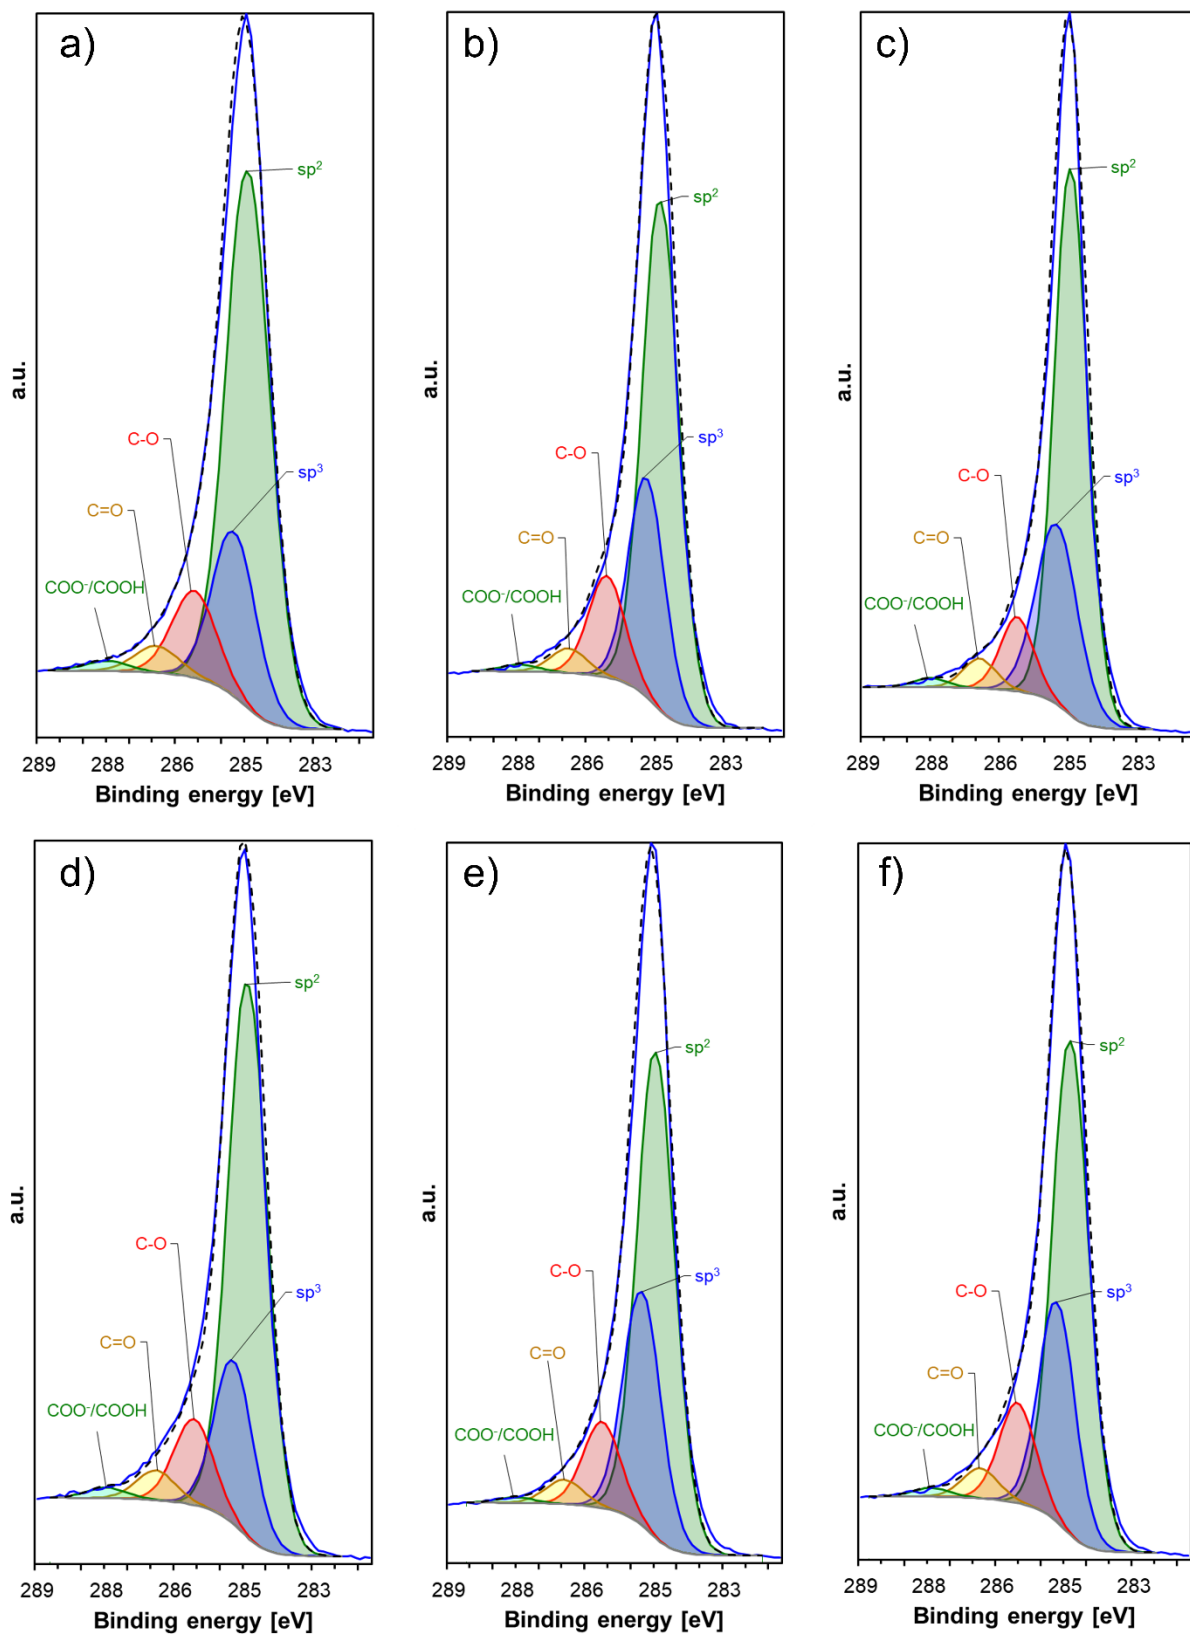 a)
sp²
C-O
sp³
C=O
COO⁻/COOH
a.u.
289 288 286 285 283
Binding energy [eV]
b)
sp²
sp³
C-O
C=O
COO⁻/COOH
a.u.
289 288 286 285 283
Binding energy [eV]
c)
sp²
C-O
sp³
C=O
COO⁻/COOH
a.u.
289 288 286 285 283
Binding energy [eV]
d)
sp²
C-O
sp³
C=O
COO⁻/COOH
a.u.
289 288 286 285 283
Binding energy [eV]
e)
sp²
C-O
sp³
C=O
COO⁻/COOH
a.u.
289 288 286 285 283
Binding energy [eV]
f)
sp²
C-O
sp³
C=O
COO⁻/COOH
a.u.
289 288 286 285 283
Binding energy [eV]